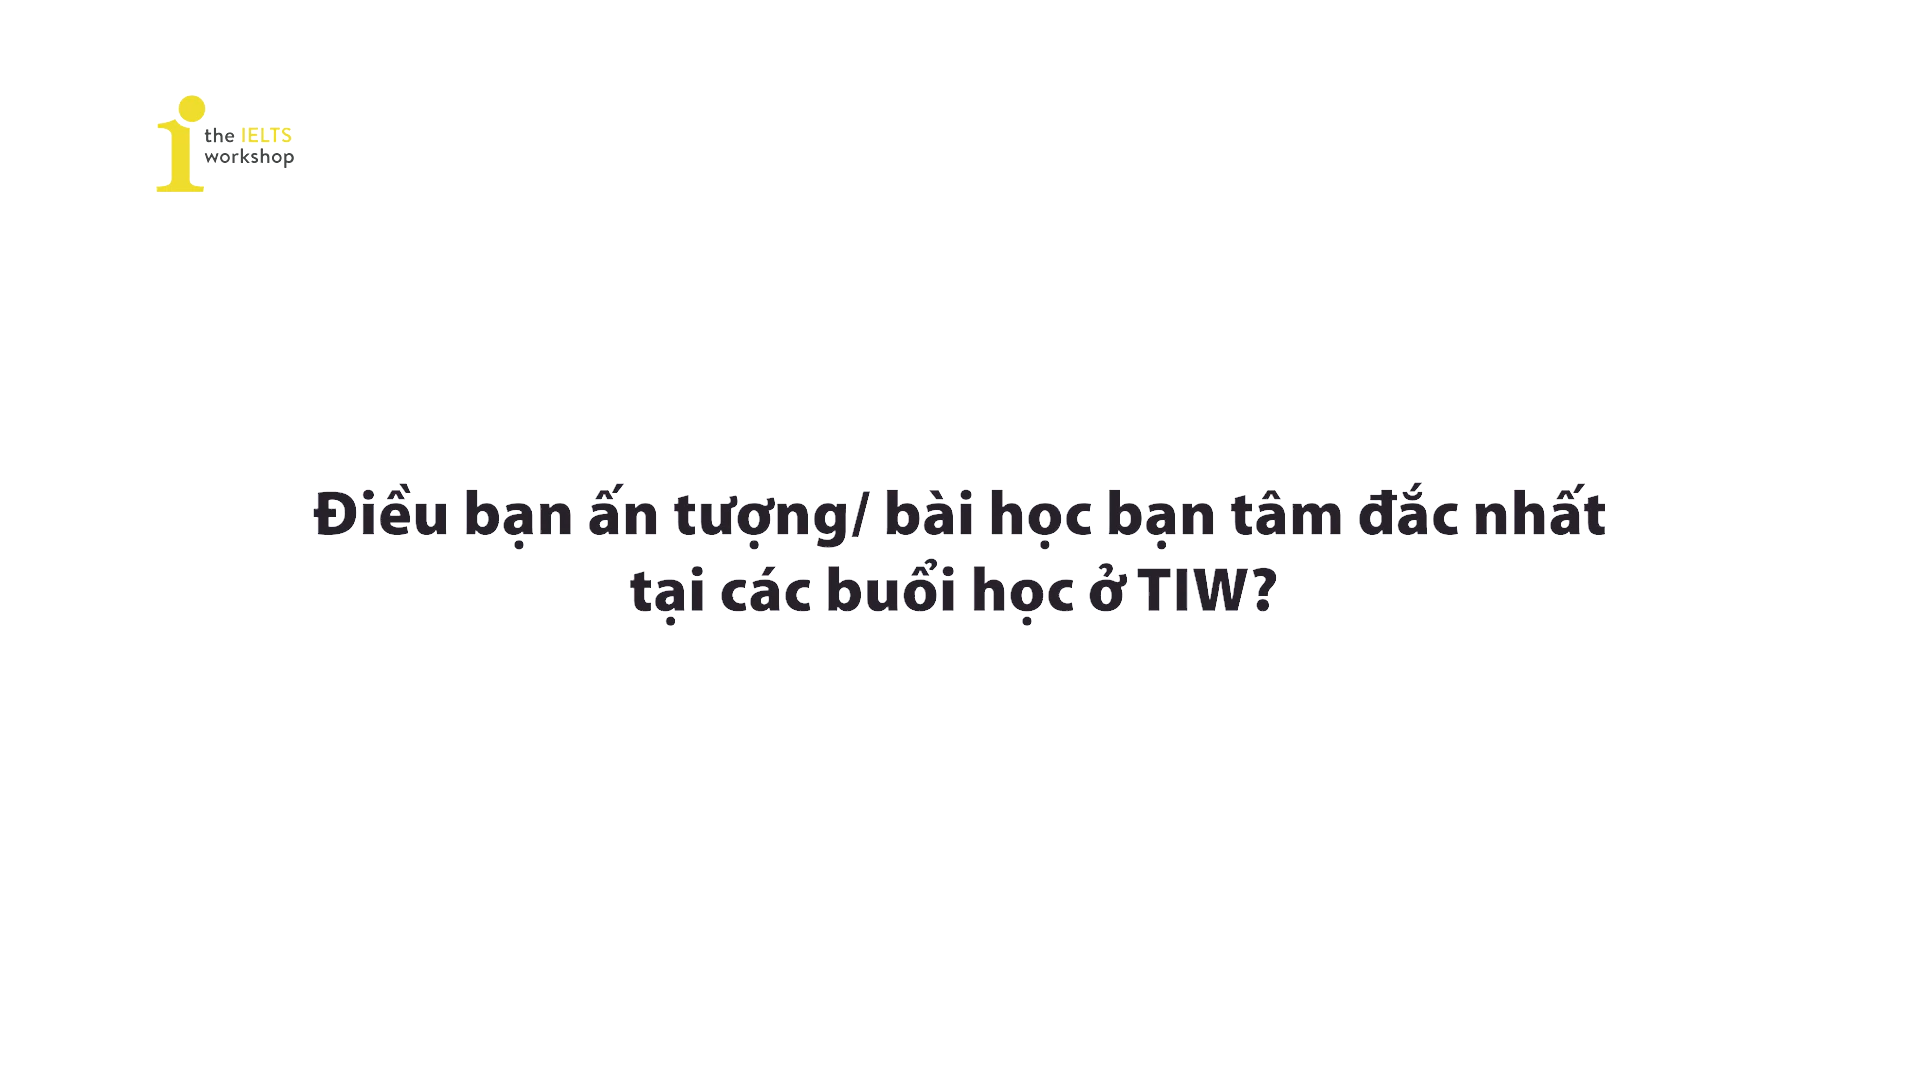 the IELTS
workshop
Điều bạn ấn tượng/ bài học bạn tâm đắc nhất
tại các buổi học ở TIW?